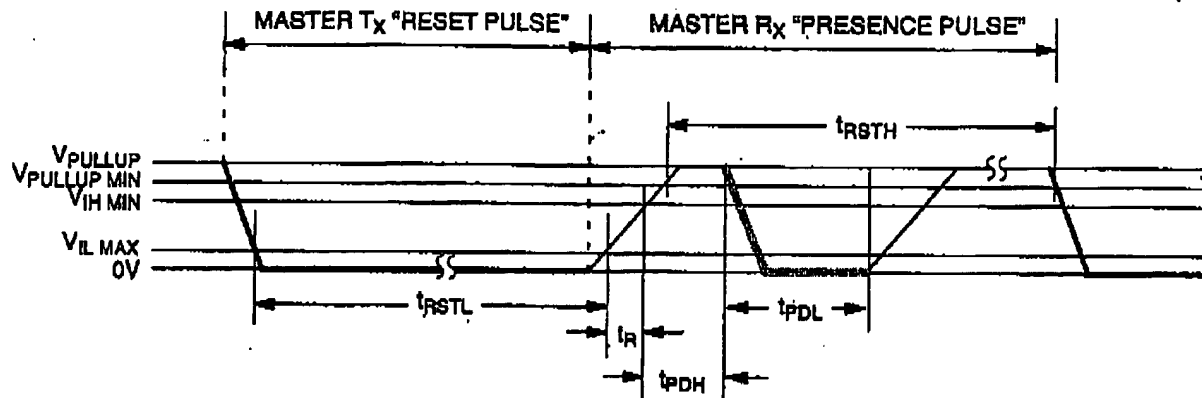 MASTER TX "RESET PULSE"
MASTER RX "PRESENCE PULSE"
tRSTH
VPULLUP
VPULLUP MIN
VIH MIN
VIL MAX
0V
tRSTL
tR
tPDL
tPDH